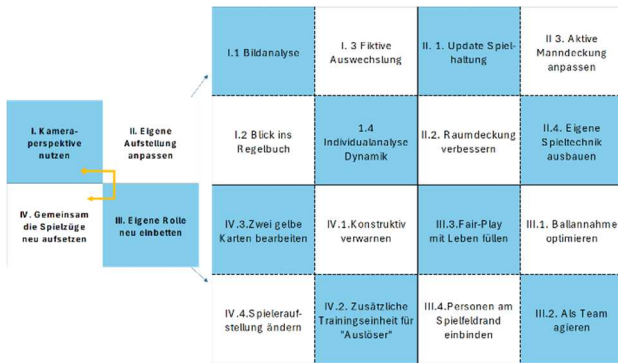 I. Kamera-
perspektive
nutzen
II. Eigene
Aufstellung
anpassen
IV. Gemeinsam
die Spielzüge
neu aufsetzen
III. Eigene Rolle
neu einbetten
I.1 Bildanalyse
I. 3 Fiktive
Auswechslung
II. 1. Update Spiel-
haltung
II 3. Aktive
Manndeckung
anpassen
I.2 Blick ins
Regelbuch
1.4
Individualanalyse
Dynamik
II.2. Raumdeckung
verbessern
II.4. Eigene
Spieltechnik
ausbauen
IV.3.Zwei gelbe
Karten bearbeiten
IV.1.Konstruktiv
verwarnen
III.3.Fair-Play
mit Leben füllen
III.1. Ballannahme
optimieren
IV.4.Spielerauf-
stellung ändern
IV.2. Zusätzliche
Trainingseinheit für
"Auslöser"
III.4.Personen am
Spielfeldrand
einbinden
III.2. Als Team
agieren